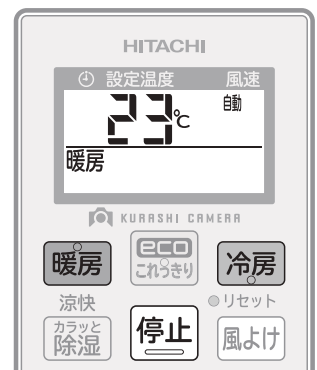 HITACHI
設定温度 風速
23℃ 自動
暖房
KURASHI CAMERA
暖房 eco これっきり 冷房
涼快 リセット
カラッと除湿 停止 風よけ